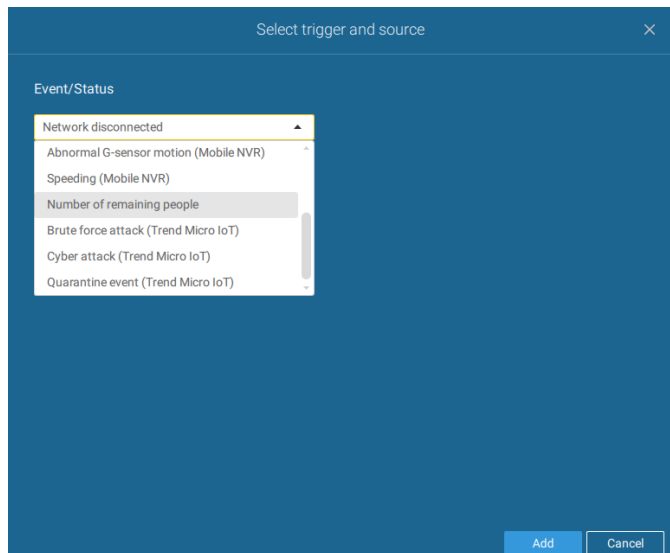 Select trigger and source
Event/Status
Network disconnected
Abnormal G-sensor motion (Mobile NVR)
Speeding (Mobile NVR)
Number of remaining people
Brute force attack (Trend Micro IoT)
Cyber attack (Trend Micro IoT)
Quarantine event (Trend Micro IoT)
Add
Cancel